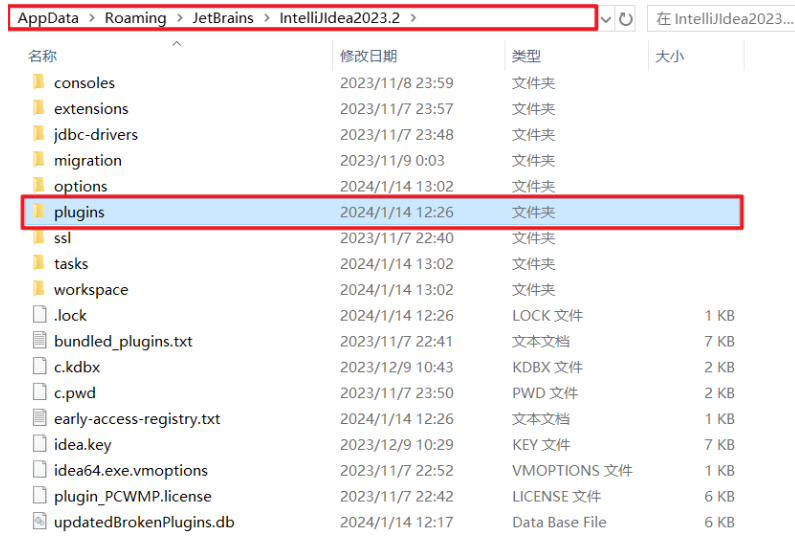 AppData > Roaming > JetBrains > IntelliJIdea2023.2 > 在 IntelliJIdea2023...
名称 修改日期 类型 大小
consoles 2023/11/8 23:59 文件夹
extensions 2023/11/7 23:57 文件夹
jdbc-drivers 2023/11/7 23:48 文件夹
migration 2023/11/9 0:03 文件夹
options 2024/1/14 13:02 文件夹
plugins 2024/1/14 12:26 文件夹
ssl 2023/11/7 22:40 文件夹
tasks 2024/1/14 13:02 文件夹
workspace 2024/1/14 13:02 文件夹
.lock 2024/1/14 12:26 LOCK 文件 1 KB
bundled_plugins.txt 2023/11/7 22:41 文本文档 7 KB
c.kdbx 2023/12/9 10:43 KDBX 文件 2 KB
c.pwd 2023/11/7 23:50 PWD 文件 2 KB
early-access-registry.txt 2024/1/14 12:26 文本文档 1 KB
idea.key 2023/12/9 10:29 KEY 文件 7 KB
idea64.exe.vmoptions 2023/11/7 22:52 VMOPTIONS 文件 1 KB
plugin_PCWMP.license 2023/11/7 22:42 LICENSE 文件 6 KB
updatedBrokenPlugins.db 2024/1/14 12:17 Data Base File 6 KB